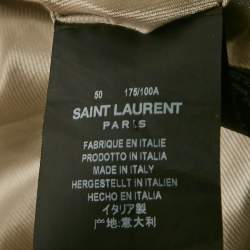 50 175/100A
SAINT LAURENT
PARIS
FABRIQUE EN ITALIE
PRODOTTO IN ITALIA
MADE IN ITALY
HERGESTELLT IN ITALIEN
HECHO EN ITALIA
イタリア製
产地:意大利